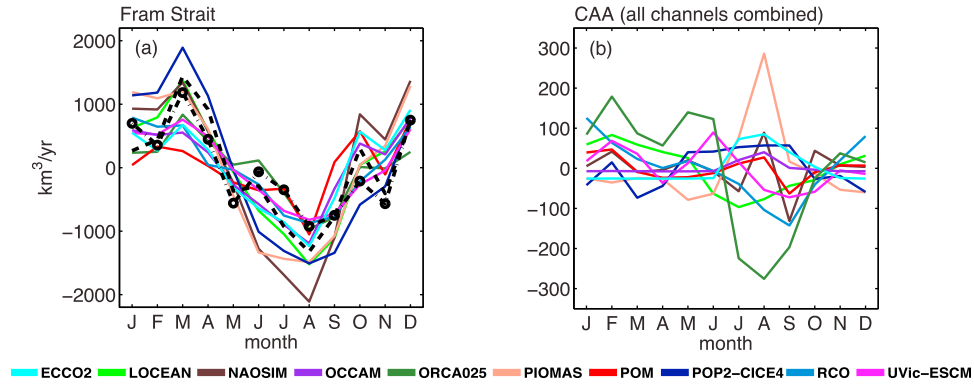 Fram Strait
CAA (all channels combined)
2000
1000
0
−1000
−2000
km³/yr
(a)
J F M A M J J A S O N D
month
300
200
100
0
−100
−200
−300
(b)
J F M A M J J A S O N D
month
ECCO2 LOCEAN NAOSIM OCCAM ORCA025 PIOMAS POM POP2−CICE4 RCO UVic−ESCM